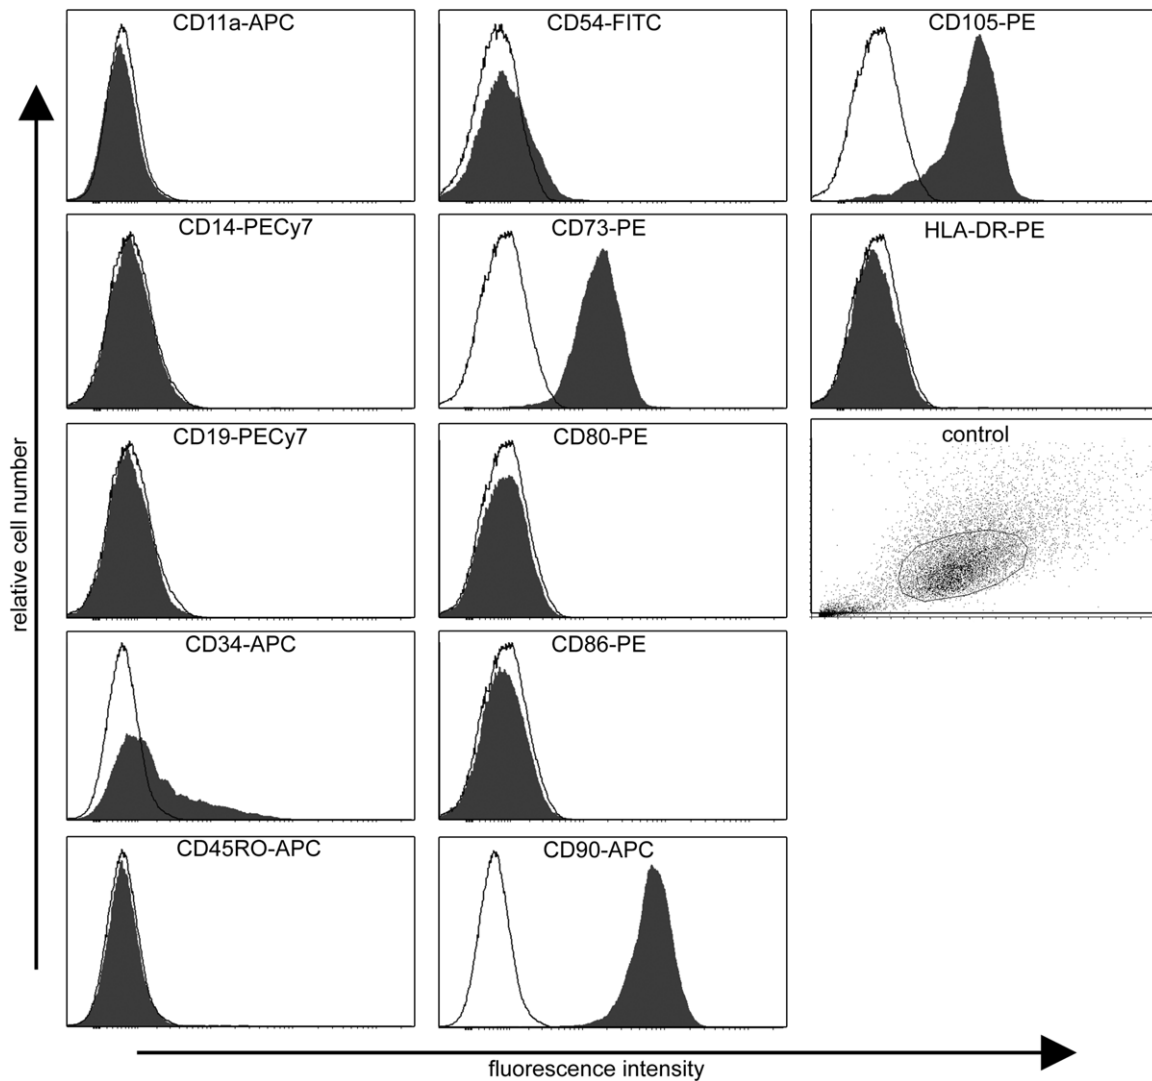 CD11a-APC
CD54-FITC
CD105-PE
CD14-PECy7
CD73-PE
HLA-DR-PE
CD19-PECy7
CD80-PE
control
CD34-APC
CD86-PE
CD45RO-APC
CD90-APC
relative cell number
fluorescence intensity